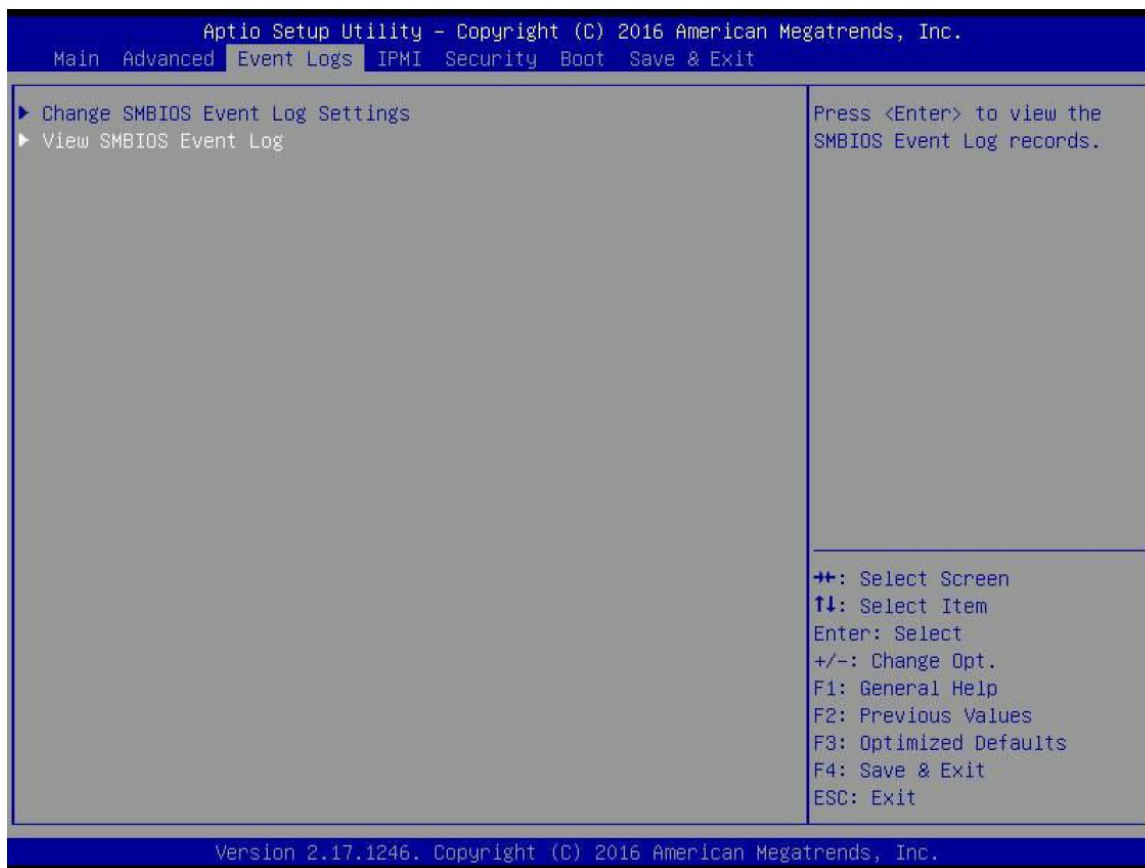 Aptio Setup Utility – Copyright (C) 2016 American Megatrends, Inc.
Main Advanced Event Logs IPMI Security Boot Save & Exit
▶ Change SMBIOS Event Log Settings
▶ View SMBIOS Event Log
Press <Enter> to view the
SMBIOS Event Log records.
→←: Select Screen
↑↓: Select Item
Enter: Select
+/-: Change Opt.
F1: General Help
F2: Previous Values
F3: Optimized Defaults
F4: Save & Exit
ESC: Exit
Version 2.17.1246. Copyright (C) 2016 American Megatrends, Inc.